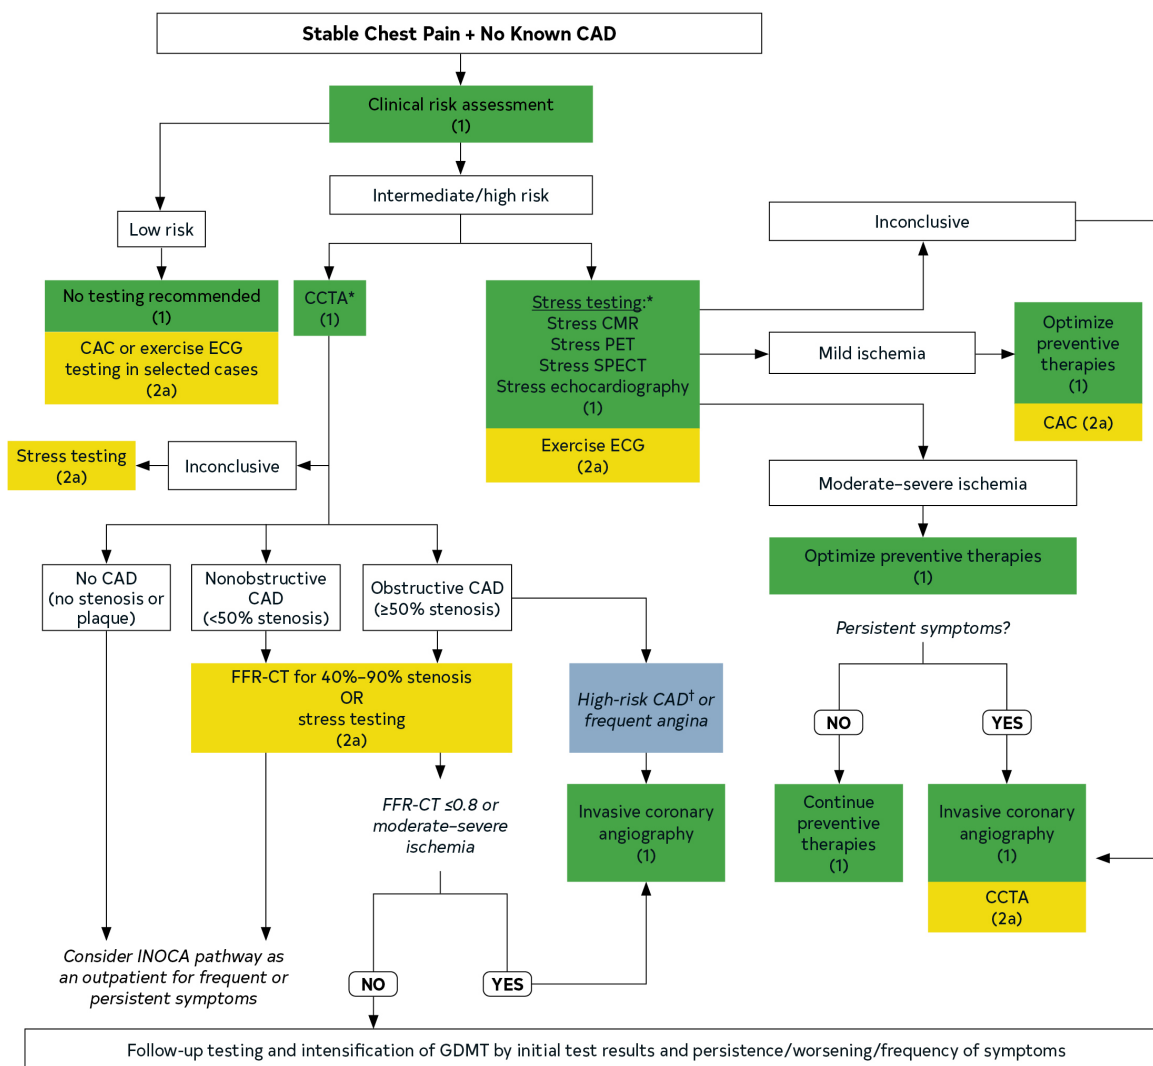 Stable Chest Pain + No Known CAD
Clinical risk assessment
(1)
Intermediate/high risk
Low risk
No testing recommended
(1)
CAC or exercise ECG
testing in selected cases
(2a)
CCTA*
(1)
Stress testing:*
Stress CMR
Stress PET
Stress SPECT
Stress echocardiography
(1)
Exercise ECG
(2a)
Inconclusive
Mild ischemia
Optimize
preventive
therapies
(1)
CAC (2a)
Moderate–severe ischemia
Optimize preventive therapies
(1)
Persistent symptoms?
NO
YES
Continue
preventive
therapies
(1)
Invasive coronary
angiography
(1)
CCTA
(2a)
Inconclusive
Stress testing
(2a)
No CAD
(no stenosis or
plaque)
Nonobstructive
CAD
(<50% stenosis)
Obstructive CAD
(≥50% stenosis)
FFR-CT for 40%–90% stenosis
OR
stress testing
(2a)
High-risk CAD† or
frequent angina
Invasive coronary
angiography
(1)
FFR-CT ≤0.8 or
moderate–severe
ischemia
NO
YES
Consider INOCA pathway as
an outpatient for frequent or
persistent symptoms
Follow-up testing and intensification of GDMT by initial test results and persistence/worsening/frequency of symptoms